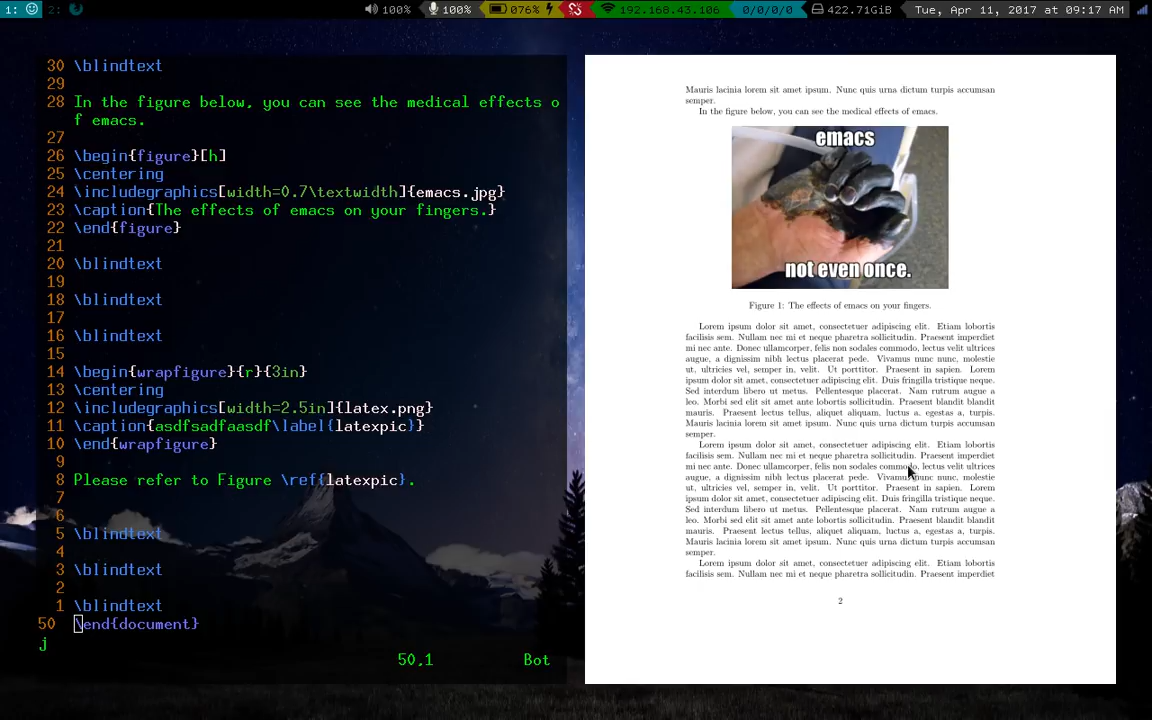 1: 2: 100% 100% 076% 192.168.43.106 0/0/0/0 422.71GiB Tue, Apr 11, 2017 at 09:17 AM
30 \blindtext
29
28 In the figure below, you can see the medical effects o
f emacs.
27
26 \begin{figure}[h]
25 \centering
24 \includegraphics[width=0.7\textwidth]{emacs.jpg}
23 \caption{The effects of emacs on your fingers.}
22 \end{figure}
21
20 \blindtext
19
18 \blindtext
17
16 \blindtext
15
14 \begin{wrapfigure}{r}{3in}
13 \centering
12 \includegraphics[width=2.5in]{latex.png}
11 \caption{asdfsadfaasdf\label{latexpic}}
10 \end{wrapfigure}
9
8 Please refer to Figure \ref{latexpic}.
7
6
5 \blindtext
4
3 \blindtext
2
1 \blindtext
50 \end{document}
j
50,1 Bot
Mauris lacinia lorem sit amet ipsum. Nunc quis urna dictum turpis accumsan
semper.
In the figure below, you can see the medical effects of emacs.
emacs
not even once.
Figure 1: The effects of emacs on your fingers.
Lorem ipsum dolor sit amet, consectetuer adipiscing elit. Etiam lobortis
facilisis sem. Nullam nec mi et neque pharetra sollicitudin. Praesent imperdiet
mi nec ante. Donec ullamcorper, felis non sodales commodo, lectus velit ultrices
augue, a dignissim nibh lectus placerat pede. Vivamus nunc nunc, molestie
ut, ultricies vel, semper in, velit. Ut porttitor. Praesent in sapien. Lorem
ipsum dolor sit amet, consectetuer adipiscing elit. Duis fringilla tristique neque.
Sed interdum libero ut metus. Pellentesque placerat. Nam rutrum augue a
leo. Morbi sed elit sit amet ante lobortis sollicitudin. Praesent blandit blandit
mauris. Praesent lectus tellus, aliquet aliquam, luctus a, egestas a, turpis.
Mauris lacinia lorem sit amet ipsum. Nunc quis urna dictum turpis accumsan
semper.
Lorem ipsum dolor sit amet, consectetuer adipiscing elit. Etiam lobortis
facilisis sem. Nullam nec mi et neque pharetra sollicitudin. Praesent imperdiet
mi nec ante. Donec ullamcorper, felis non sodales commodo, lectus velit ultrices
augue, a dignissim nibh lectus placerat pede. Vivamus nunc nunc, molestie
ut, ultricies vel, semper in, velit. Ut porttitor. Praesent in sapien. Lorem
ipsum dolor sit amet, consectetuer adipiscing elit. Duis fringilla tristique neque.
Sed interdum libero ut metus. Pellentesque placerat. Nam rutrum augue a
leo. Morbi sed elit sit amet ante lobortis sollicitudin. Praesent blandit blandit
mauris. Praesent lectus tellus, aliquet aliquam, luctus a, egestas a, turpis.
Mauris lacinia lorem sit amet ipsum. Nunc quis urna dictum turpis accumsan
semper.
Lorem ipsum dolor sit amet, consectetuer adipiscing elit. Etiam lobortis
facilisis sem. Nullam nec mi et neque pharetra sollicitudin. Praesent imperdiet
2